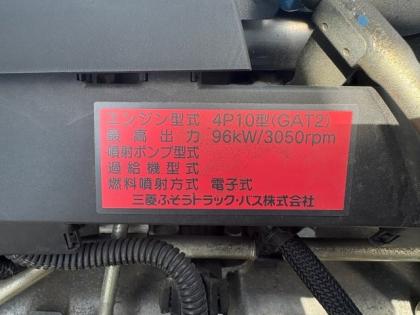 エンジン型式 4P10型(GAT2)
最高出力 96kW/3050rpm
噴射ポンプ型式
過給機型式
燃料噴射方式 電子式
三菱ふそうトラック・バス株式会社